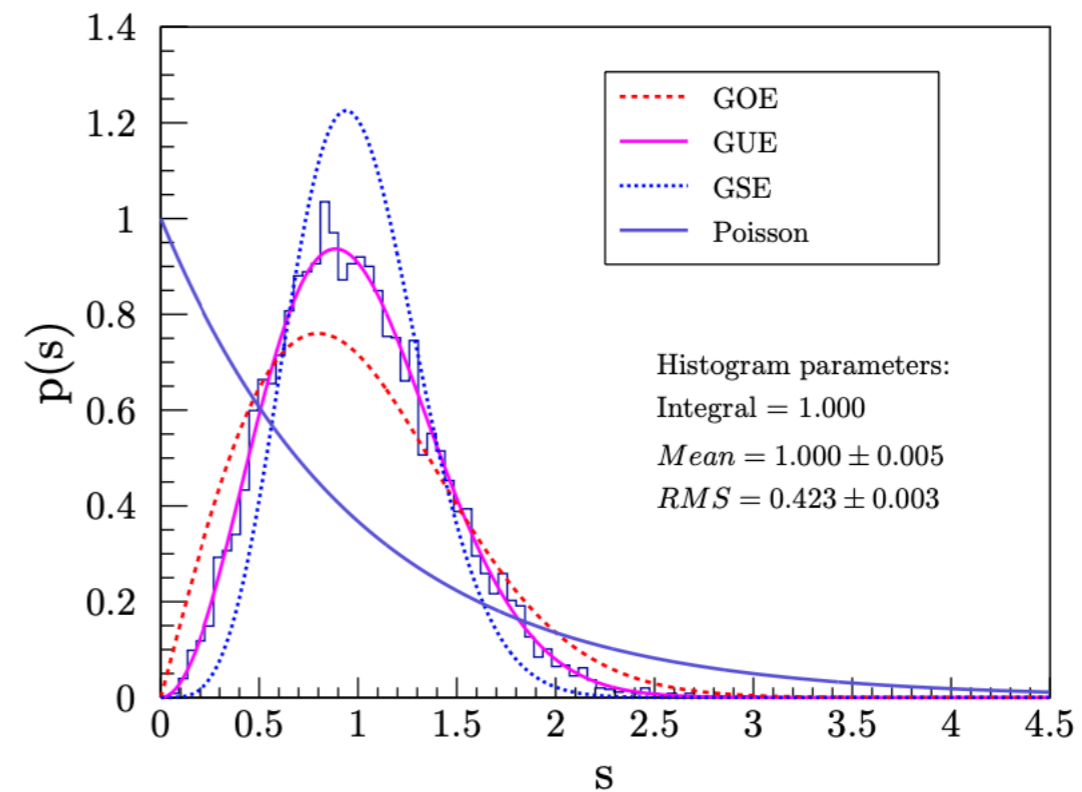 1.4
1.2
1
0.8
0.6
0.4
0.2
0
p(s)
GOE
GUE
GSE
Poisson
Histogram parameters:
Integral = 1.000
Mean = 1.000 ± 0.005
RMS = 0.423 ± 0.003
0 0.5 1 1.5 2 2.5 3 3.5 4 4.5
s